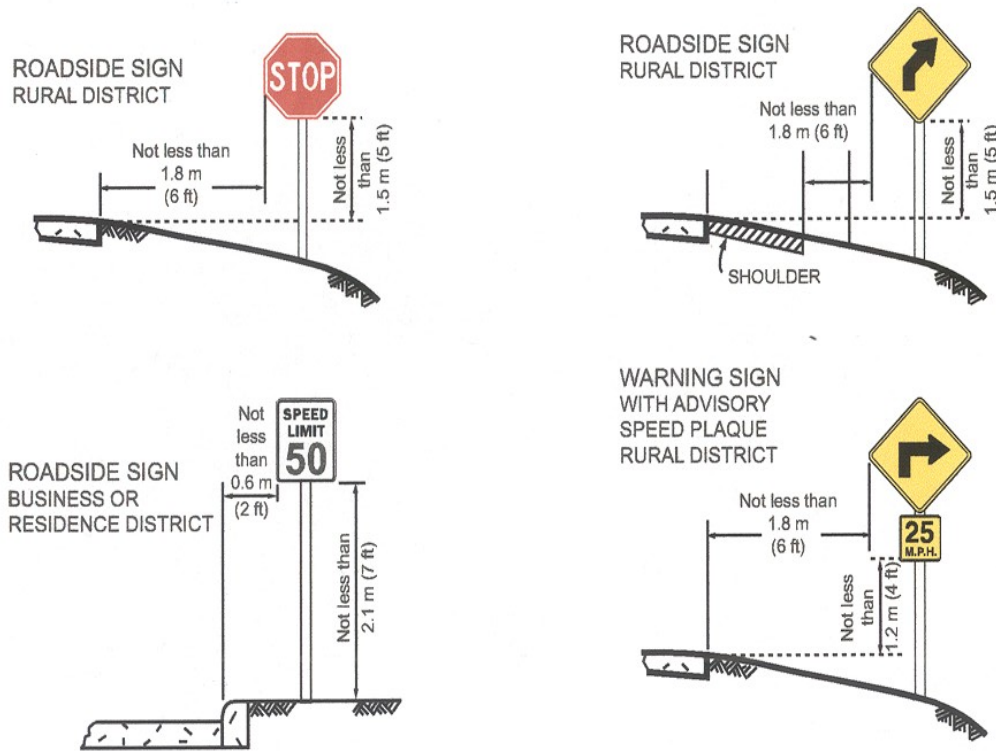 ROADSIDE SIGN
RURAL DISTRICT
STOP
Not less than
1.8 m
(6 ft)
Not less
than
1.5 m (5 ft)
ROADSIDE SIGN
RURAL DISTRICT
Not less than
1.8 m (6 ft)
Not less
than
1.5 m (5 ft)
SHOULDER
ROADSIDE SIGN
BUSINESS OR
RESIDENCE DISTRICT
Not
less
than
0.6 m
(2 ft)
SPEED
LIMIT
50
Not less than
2.1 m (7 ft)
WARNING SIGN
WITH ADVISORY
SPEED PLAQUE
RURAL DISTRICT
Not less than
1.8 m
(6 ft)
25
M.P.H.
Not less
than
1.2 m (4 ft)